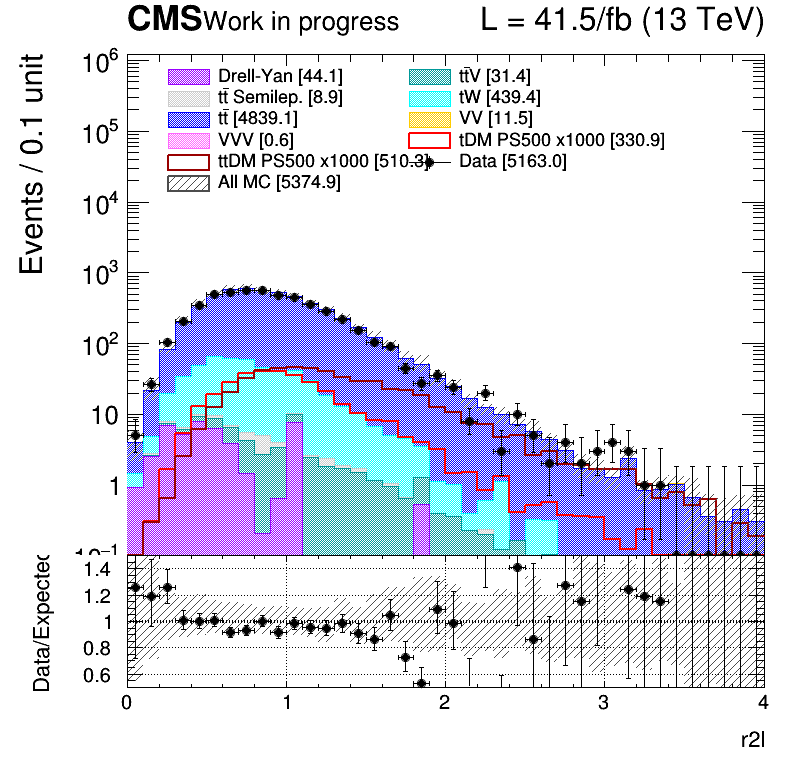 CMS Work in progress L = 41.5/fb (13 TeV)
Events / 0.1 unit
10⁶
10⁵
10⁴
10³
10²
10
1
10⁻¹
Drell-Yan [44.1]
tt̄ Semilep. [8.9]
tt̄ [4839.1]
VVV [0.6]
ttDM PS500 x1000 [510.3]
All MC [5374.9]
tt̄V [31.4]
tW [439.4]
VV [11.5]
tDM PS500 x1000 [330.9]
Data [5163.0]
Data/Expected
1.4
1.2
1
0.8
0.6
0 1 2 3 4
r2l